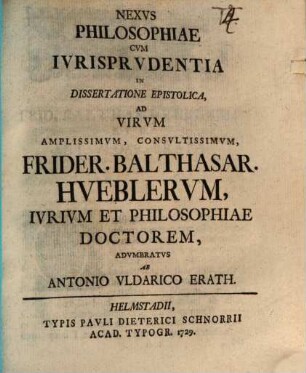 NEXVS
PHILOSOPHIAE
CVM
IVRISPRVDENTIA
IN
DISSERTATIONE EPISTOLICA,
AD
VIRVM
AMPLISSIMVM, CONSVLTISSIMVM,
FRIDER. BALTHASAR.
HVEBLERVM,
IVRIVM ET PHILOSOPHIAE
DOCTOREM,
ADVMBRATVS
AB
ANTONIO VLDARICO ERATH.
HELMSTADII,
TYPIS PAVLI DIETERICI SCHNORRII
ACAD. TYPOGR. 1729.